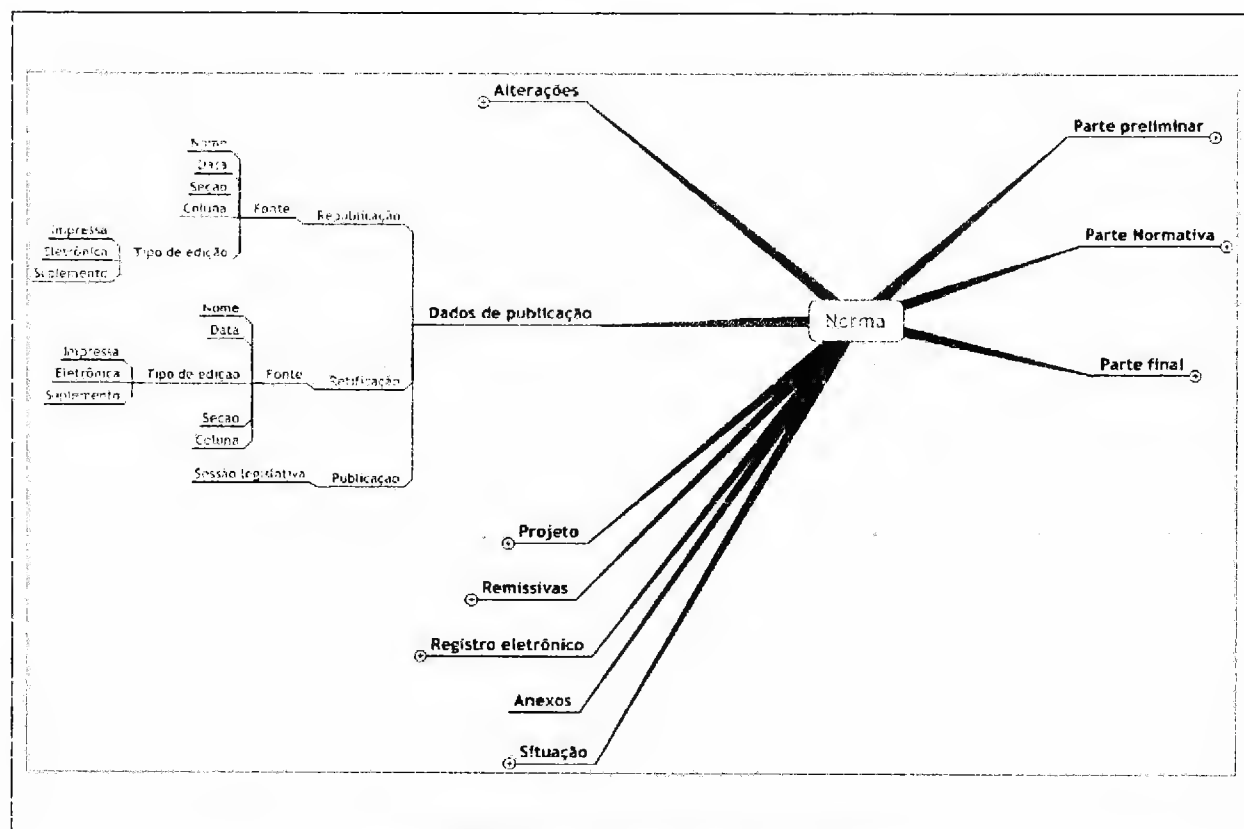 Alterações
Parte preliminar
Nome
Data
Seção
Coluna
Fonte
Republicação
Impressa
Eletrônica
Suplemento
Tipo de edição
Parte Normativa
Nome
Data
Dados de publicação
Norma
Impressa
Eletrônica
Suplemento
Tipo de edição
Fonte
Retificação
Parte final
Seção
Coluna
Sessão legislativa
Publicação
Projeto
Remissivas
Registro eletrônico
Anexos
Situação